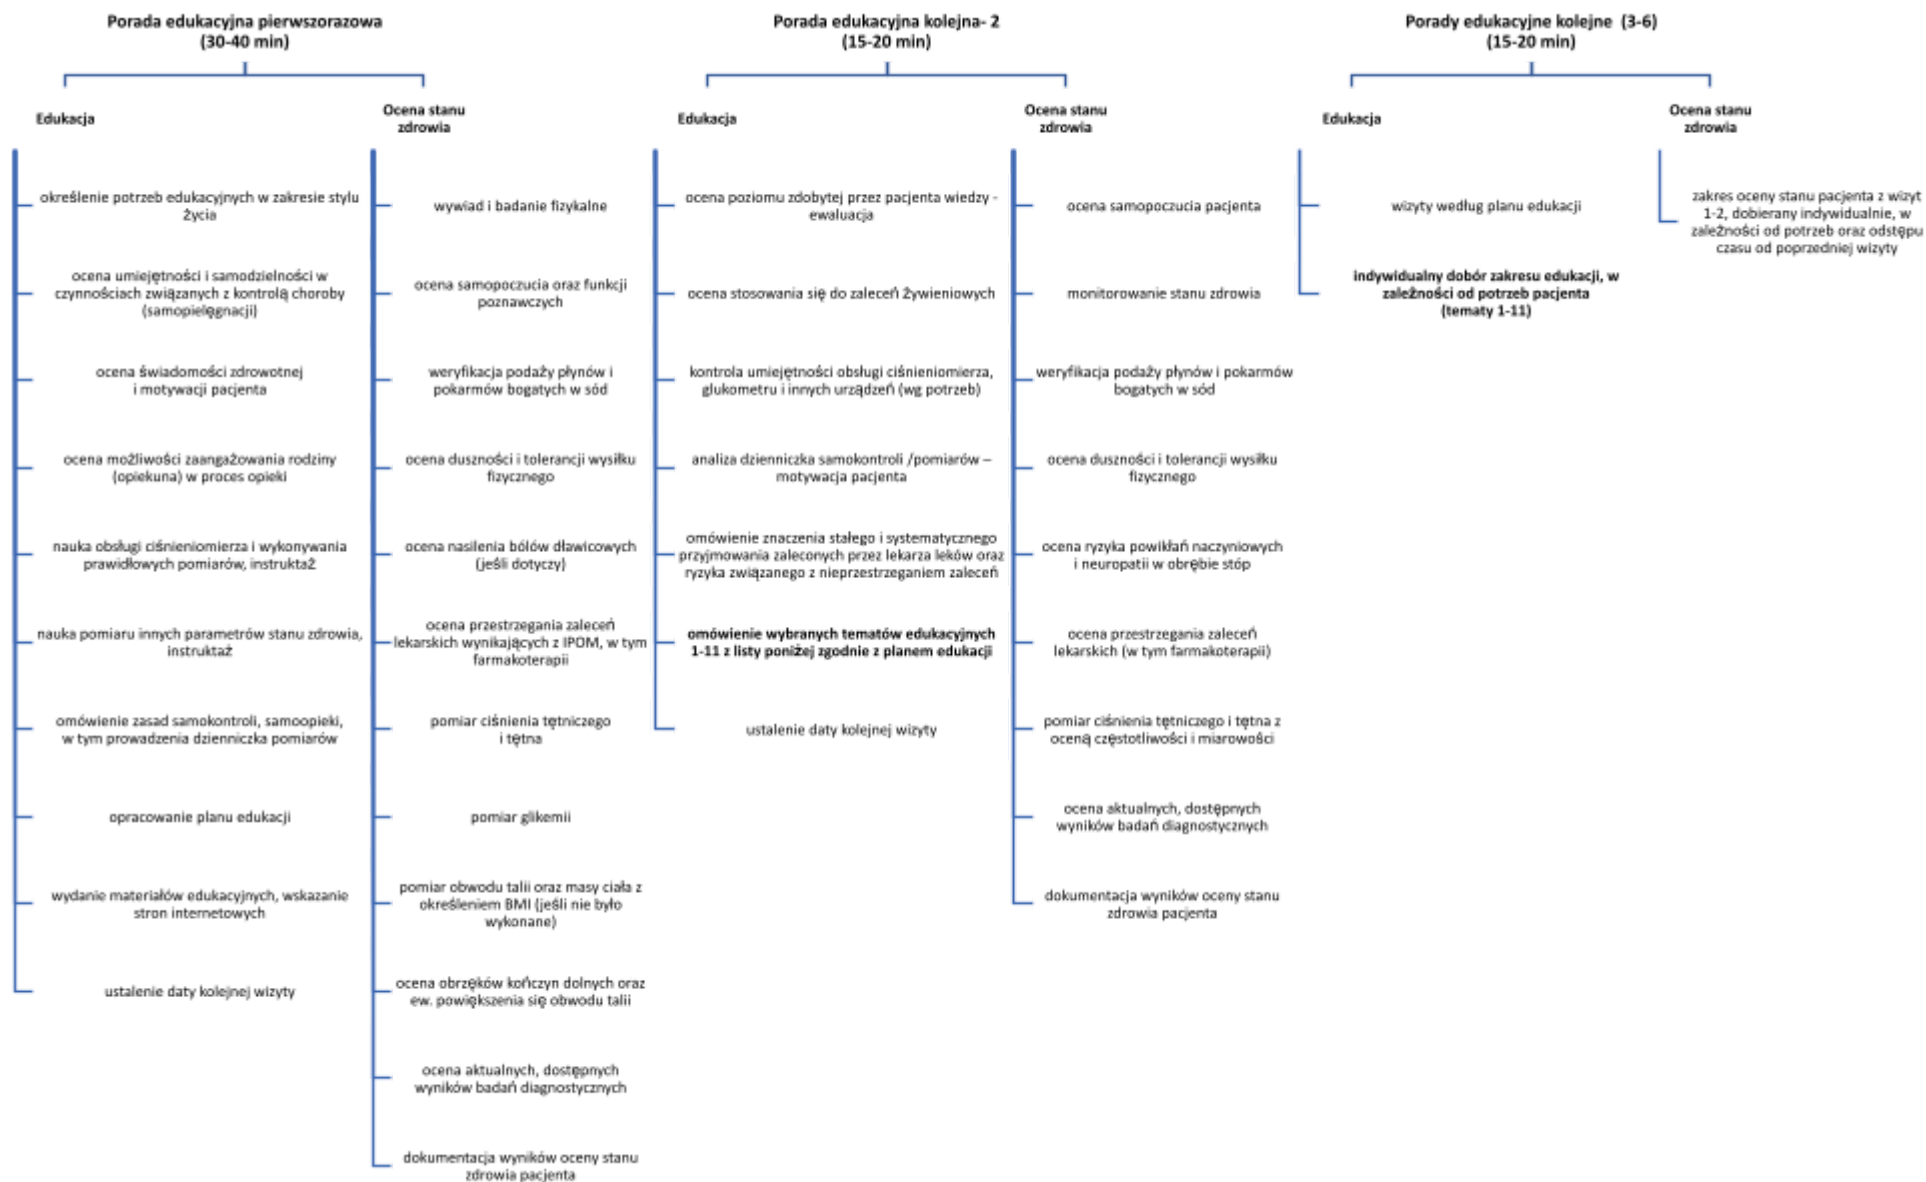 Porada edukacyjna pierwszorazowa
(30-40 min)
Edukacja
określenie potrzeb edukacyjnych w zakresie stylu
życia
ocena umiejętności i samodzielności w
czynnościach związanych z kontrolą choroby
(samopielęgnacji)
ocena świadomości zdrowotnej
i motywacji pacjenta
ocena możliwości zaangażowania rodziny
(opiekuna) w proces opieki
nauka obsługi ciśnieniomierza i wykonywania
prawidłowych pomiarów, instruktaż
nauka pomiaru innych parametrów stanu zdrowia,
instruktaż
omówienie zasad samokontroli, samoopieki,
w tym prowadzenia dzienniczka pomiarów
opracowanie planu edukacji
wydanie materiałów edukacyjnych, wskazanie
stron internetowych
ustalenie daty kolejnej wizyty
Ocena stanu
zdrowia
wywiad i badanie fizykalne
ocena samopoczucia oraz funkcji
poznawczych
weryfikacja podaży płynów i
pokarmów bogatych w sód
ocena duszności i tolerancji wysiłku
fizycznego
ocena nasilenia bólów dławicowych
(jeśli dotyczy)
ocena przestrzegania zaleceń
lekarskich wynikających z IPOM, w tym
farmakoterapii
pomiar ciśnienia tętniczego
i tętna
pomiar glikemii
pomiar obwodu talii oraz masy ciała z
określeniem BMI (jeśli nie było
wykonane)
ocena obrzęków kończyn dolnych oraz
ew. powiększenia się obwodu talii
ocena aktualnych, dostępnych
wyników badań diagnostycznych
dokumentacja wyników oceny stanu
zdrowia pacjenta
Porada edukacyjna kolejna- 2
(15-20 min)
Edukacja
ocena poziomu zdobytej przez pacjenta wiedzy -
ewaluacja
ocena stosowania się do zaleceń żywieniowych
kontrola umiejętności obsługi ciśnieniomierza,
glukometru i innych urządzeń (wg potrzeb)
analiza dzienniczka samokontroli /pomiarów –
motywacja pacjenta
omówienie znaczenia stałego i systematycznego
przyjmowania zaleconych przez lekarza leków oraz
ryzyka związanego z nieprzestrzeganiem zaleceń
omówienie wybranych tematów edukacyjnych
1-11 z listy poniżej zgodnie z planem edukacji
ustalenie daty kolejnej wizyty
Ocena stanu
zdrowia
ocena samopoczucia pacjenta
monitorowanie stanu zdrowia
weryfikacja podaży płynów i pokarmów
bogatych w sód
ocena duszności i tolerancji wysiłku
fizycznego
ocena ryzyka powikłań naczyniowych
i neuropatii w obrębie stóp
ocena przestrzegania zaleceń
lekarskich (w tym farmakoterapii)
pomiar ciśnienia tętniczego i tętna z
oceną częstotliwości i miarowości
ocena aktualnych, dostępnych
wyników badań diagnostycznych
dokumentacja wyników oceny stanu
zdrowia pacjenta
Porady edukacyjne kolejne (3-6)
(15-20 min)
Edukacja
wizyty według planu edukacji
indywidualny dobór zakresu edukacji, w
zależności od potrzeb pacjenta
(tematy 1-11)
Ocena stanu
zdrowia
zakres oceny stanu pacjenta z wizyt
1-2, dobierany indywidualnie, w
zależności od potrzeb oraz odstępu
czasu od poprzedniej wizyty